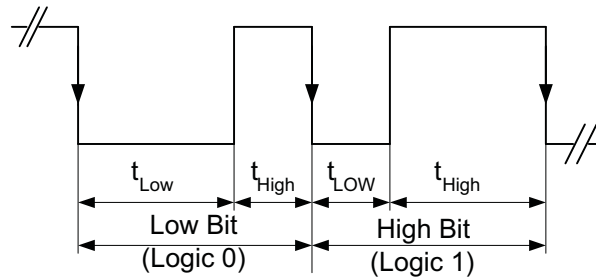 tLow tHigh tLOW tHigh
Low Bit High Bit
(Logic 0) (Logic 1)